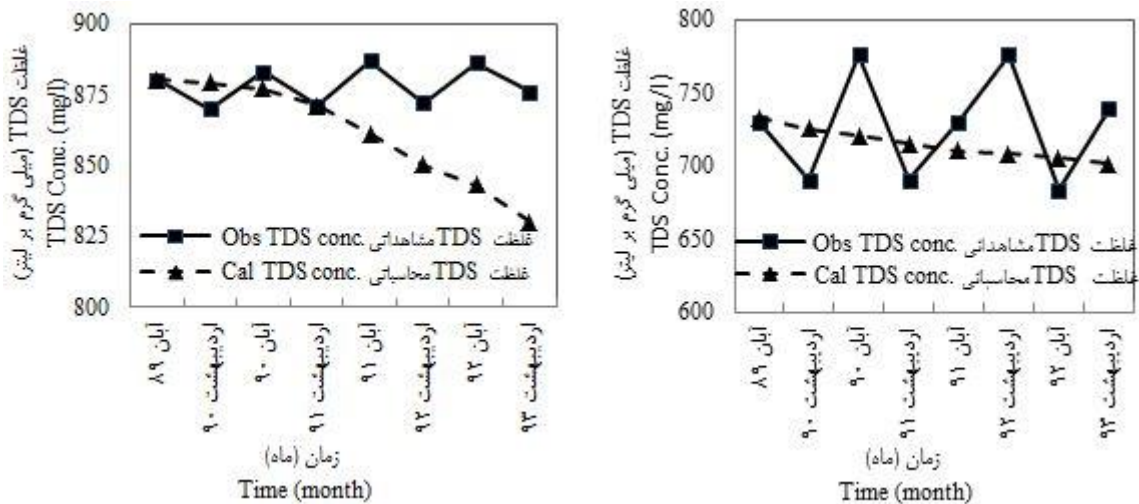 غلظت TDS (میلی گرم بر لیتر)
TDS Conc. (mg/l)
900
875
850
825
800
Obs TDS conc. غلظت TDS مشاهداتی
Cal TDS conc. غلظت TDS محاسباتی
آبان ۸۹
اردیبهشت ۹۰
آبان ۹۰
اردیبهشت ۹۱
آبان ۹۱
اردیبهشت ۹۲
آبان ۹۲
اردیبهشت ۹۳
زمان (ماه)
Time (month)
غلظت TDS (میلی گرم بر لیتر)
TDS Conc. (mg/l)
800
750
700
650
600
Obs TDS conc. غلظت TDS مشاهداتی
Cal TDS conc. غلظت TDS محاسباتی
آبان ۸۹
اردیبهشت ۹۰
آبان ۹۰
اردیبهشت ۹۱
آبان ۹۱
اردیبهشت ۹۲
آبان ۹۲
اردیبهشت ۹۳
زمان (ماه)
Time (month)